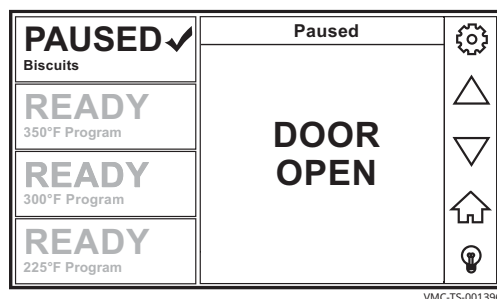 PAUSED✓
Biscuits
READY
350°F Program
READY
300°F Program
READY
225°F Program
Paused
DOOR
OPEN